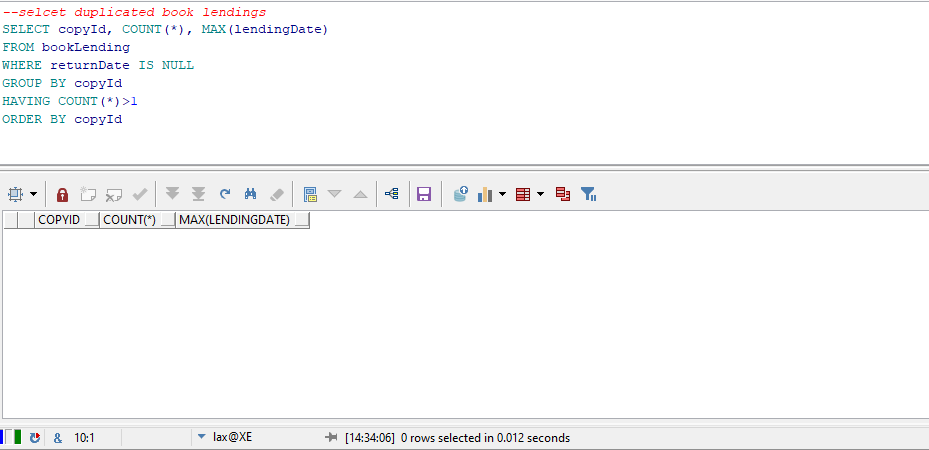 --selcet duplicated book lendings
SELECT copyId, COUNT(*), MAX(lendingDate)
FROM bookLending
WHERE returnDate IS NULL
GROUP BY copyId
HAVING COUNT(*)>1
ORDER BY copyId
COPYID COUNT(*) MAX(LENDINGDATE)
& 10:1 lax@XE [14:34:06] 0 rows selected in 0.012 seconds